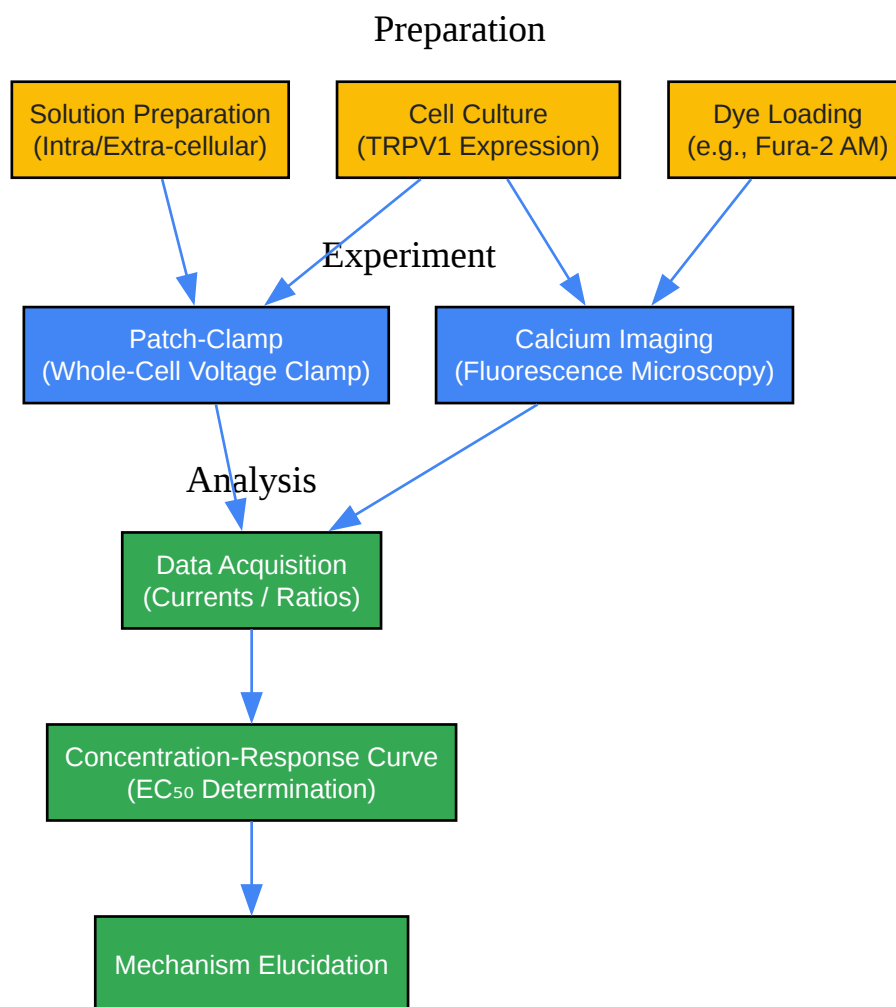 Preparation
Solution Preparation
(Intra/Extra-cellular)
Cell Culture
(TRPV1 Expression)
Dye Loading
(e.g., Fura-2 AM)
Experiment
Patch-Clamp
(Whole-Cell Voltage Clamp)
Calcium Imaging
(Fluorescence Microscopy)
Analysis
Data Acquisition
(Currents / Ratios)
Concentration-Response Curve
(EC₅₀ Determination)
Mechanism Elucidation